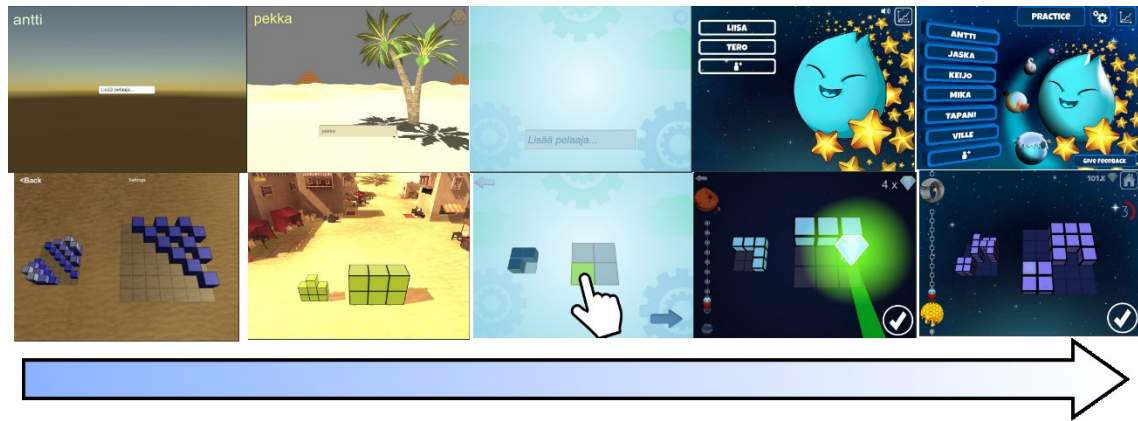 antti
Lisää pelaaja...
pekka
pekka
Lisää pelaaja...
LIISA
TERO
PRACTICE
ANTTI
JASKA
KEIJO
MIKA
TAPANI
VILLE
GIVE FEEDBACK
<Back
Settings
4 x
101 x
3